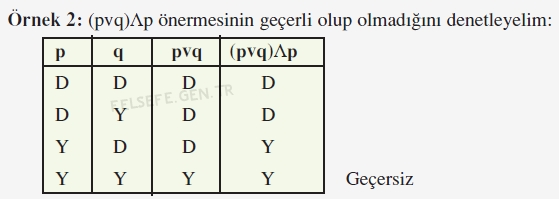 Örnek 2: (pvq)Λp önermesinin geçerli olup olmadığını denetleyelim:
p q pvq (pvq)Λp
D D D D
FELSEFE.GEN.TR
D Y D D
Y D D Y
Y Y Y Y Geçersiz